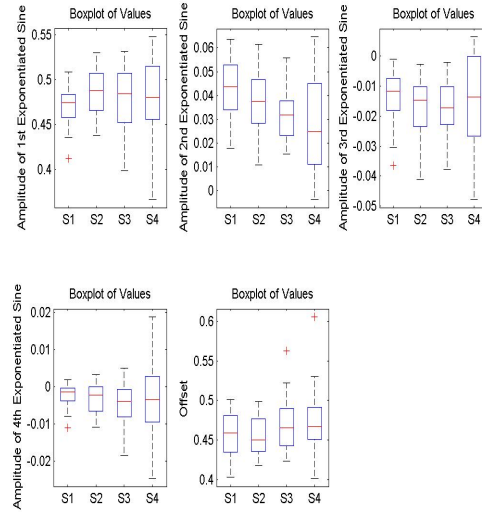 Boxplot of Values
Boxplot of Values
Boxplot of Values
Amplitude of 1st Exponentiated Sine
0.55
0.5
0.45
0.4
S1 S2 S3 S4
Amplitude of 2nd Exponentiated Sine
0.06
0.05
0.04
0.03
0.02
0.01
0
S1 S2 S3 S4
Amplitude of 3rd Exponentiated Sine
0
-0.01
-0.02
-0.03
-0.04
-0.05
S1 S2 S3 S4
Boxplot of Values
Boxplot of Values
Amplitude of 4th Exponentiated Sine
0.02
0.01
0
-0.01
-0.02
S1 S2 S3 S4
Offset
0.6
0.55
0.5
0.45
0.4
S1 S2 S3 S4